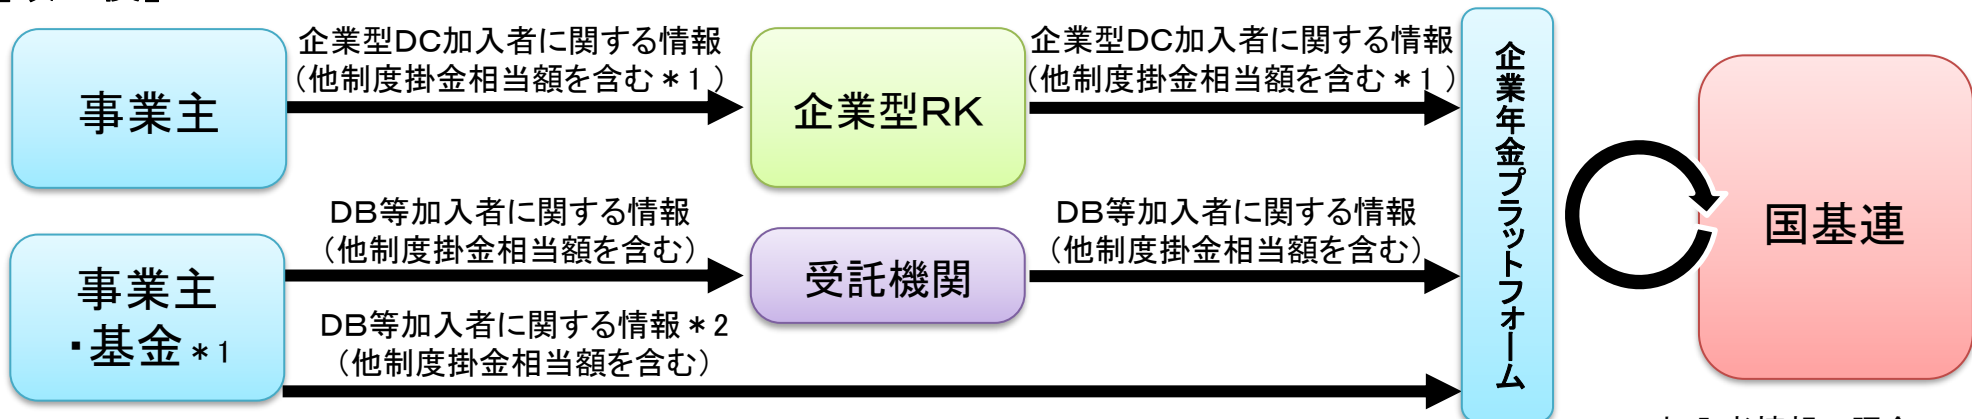 企業型DC加入者に関する情報
（他制度掛金相当額を含む＊1）
企業型DC加入者に関する情報
（他制度掛金相当額を含む＊1）
事業主
企業型RK
企業年金プラットフォーム
国基連
DB等加入者に関する情報
（他制度掛金相当額を含む）
DB等加入者に関する情報
（他制度掛金相当額を含む）
事業主
・基金＊1
受託機関
DB等加入者に関する情報＊2
（他制度掛金相当額を含む）